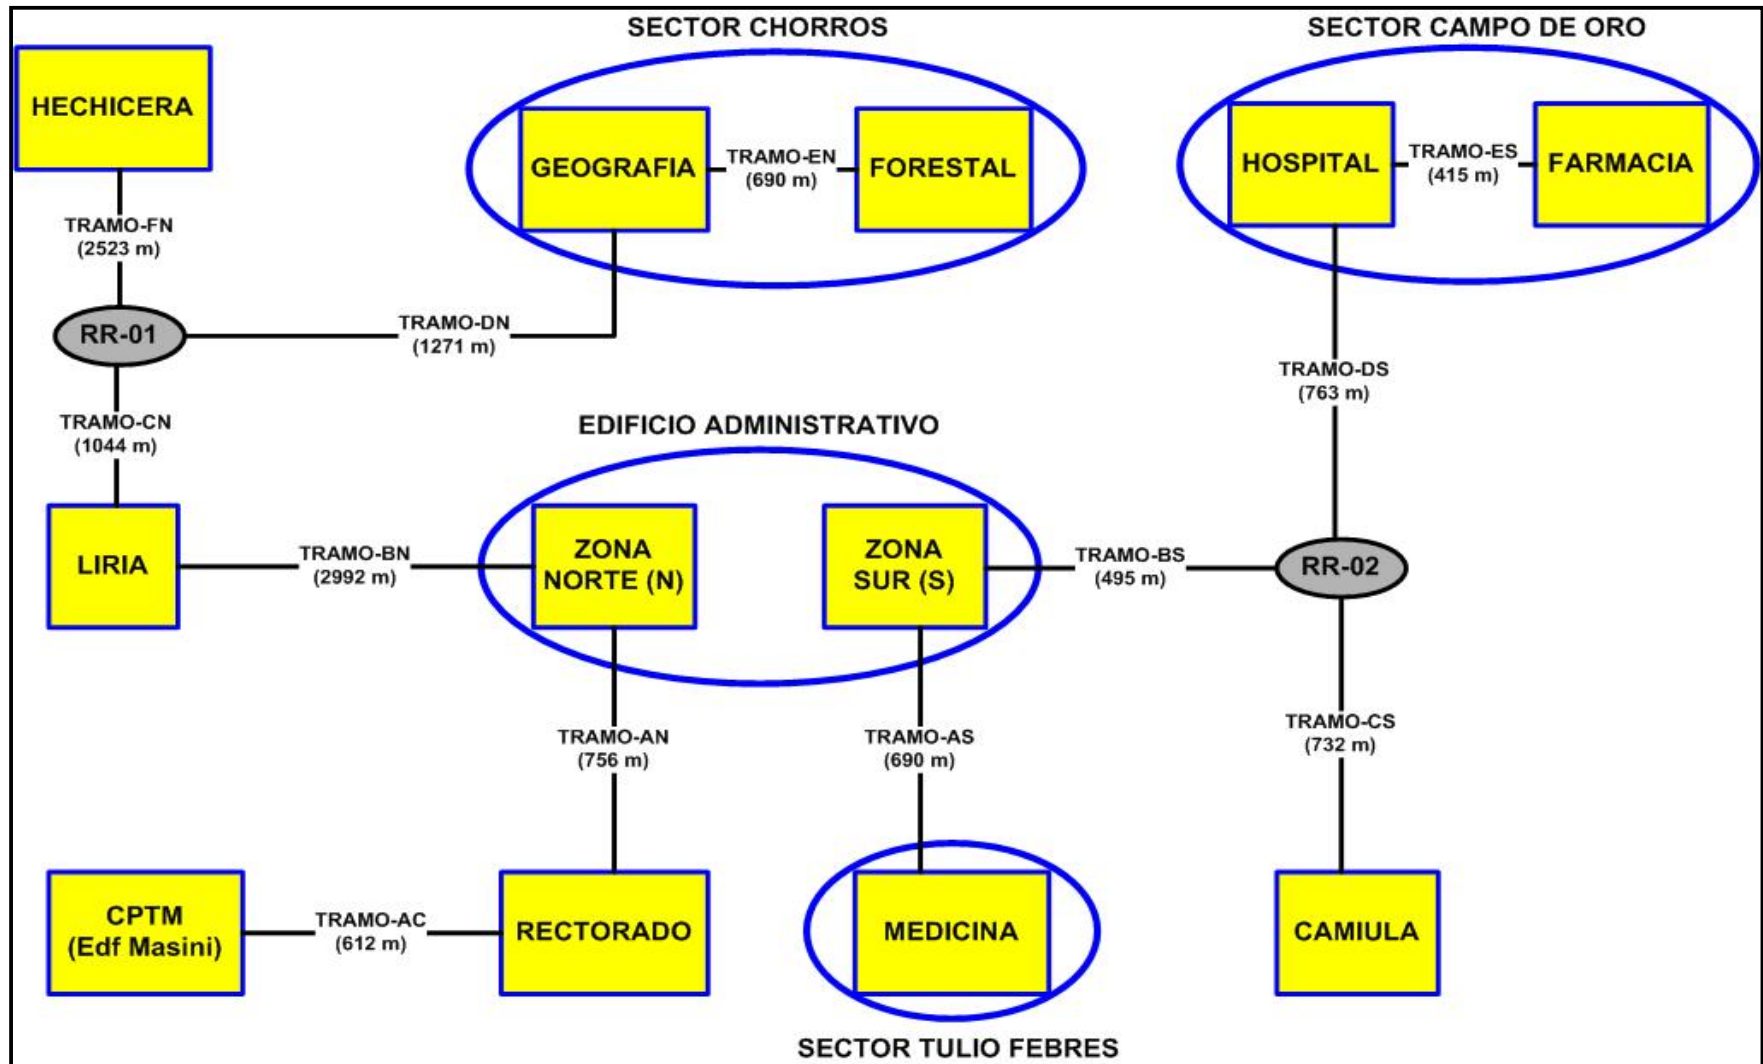 SECTOR CHORROS
SECTOR CAMPO DE ORO
HECHICERA
GEOGRAFIA
TRAMO-EN
(690 m)
FORESTAL
HOSPITAL
TRAMO-ES
(415 m)
FARMACIA
TRAMO-FN
(2523 m)
RR-01
TRAMO-DN
(1271 m)
TRAMO-DS
(763 m)
TRAMO-CN
(1044 m)
EDIFICIO ADMINISTRATIVO
LIRIA
TRAMO-BN
(2992 m)
ZONA
NORTE (N)
ZONA
SUR (S)
TRAMO-BS
(495 m)
RR-02
TRAMO-AN
(756 m)
TRAMO-AS
(690 m)
TRAMO-CS
(732 m)
CPTM
(Edf Masini)
TRAMO-AC
(612 m)
RECTORADO
MEDICINA
CAMIULA
SECTOR TULIO FEBRES